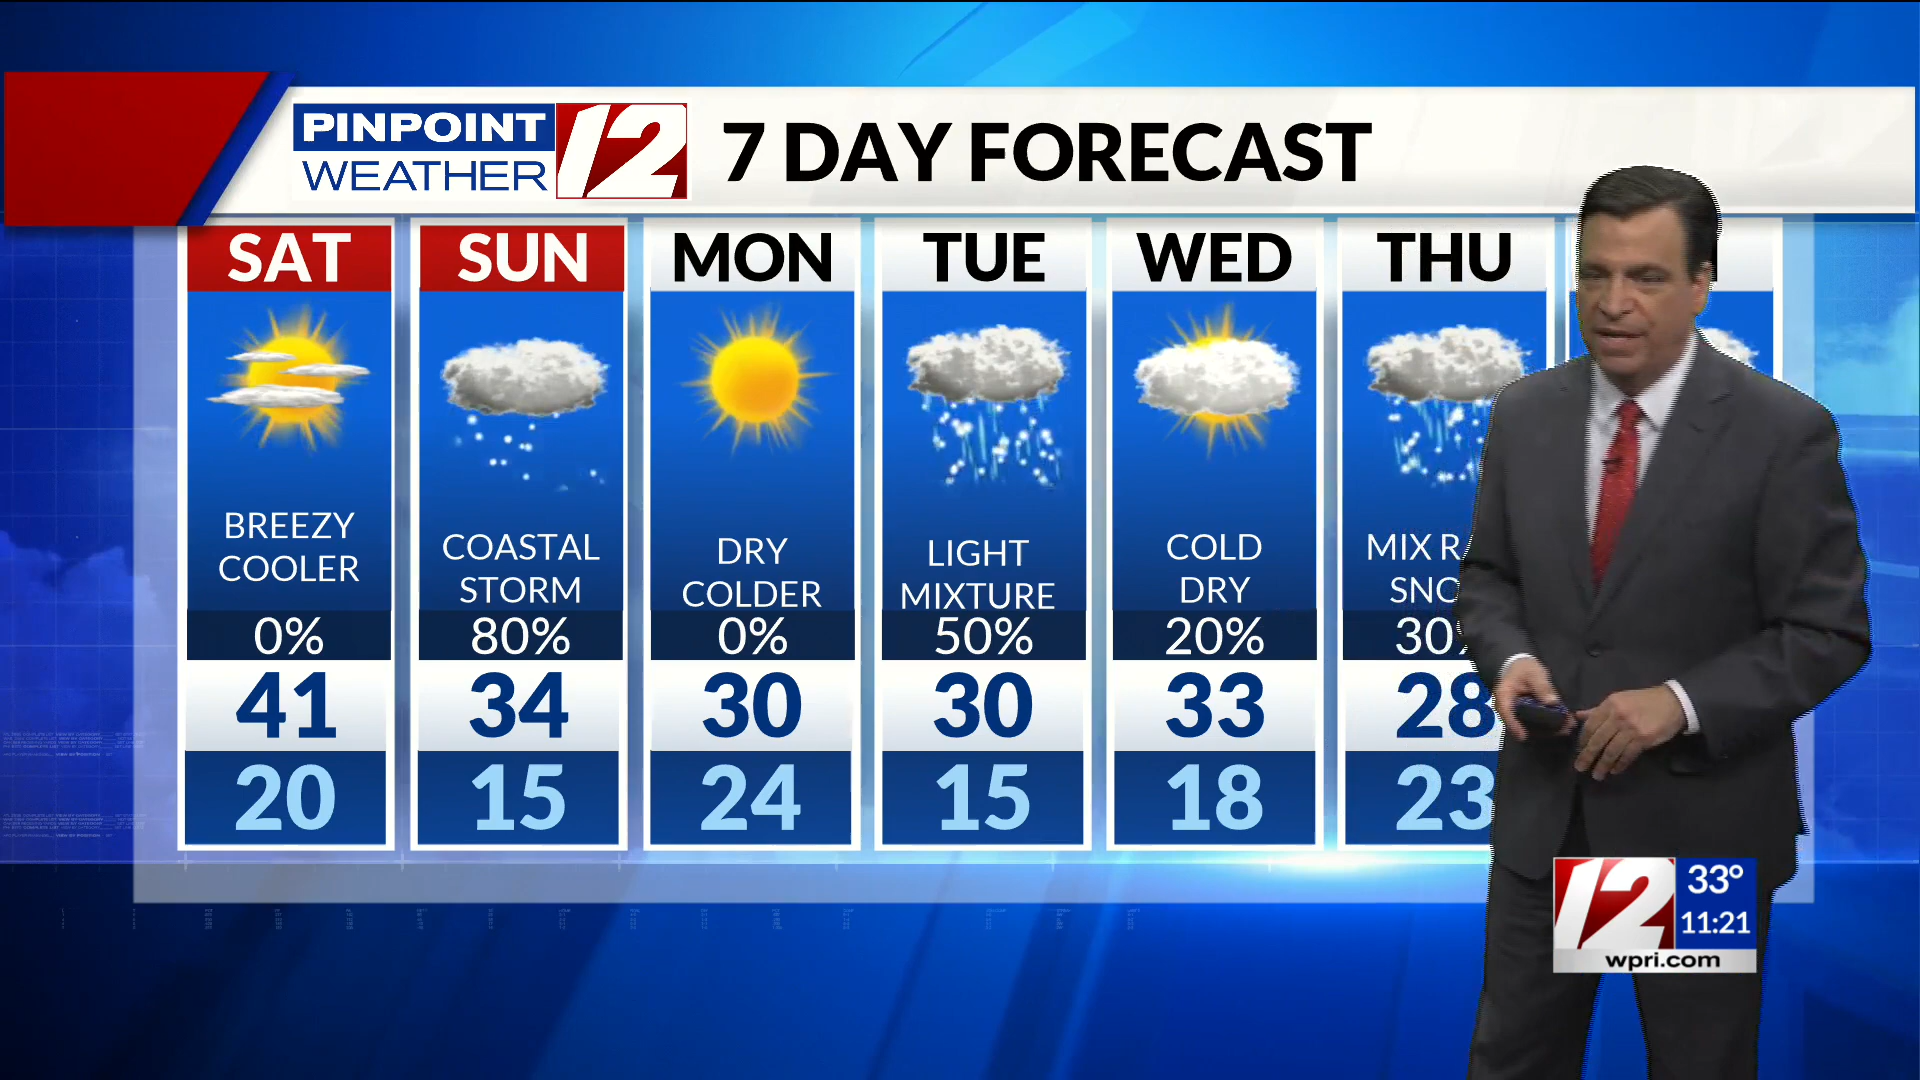 PINPOINT
WEATHER
12
7 DAY FORECAST
SAT
BREEZY
COOLER
0%
41
20
SUN
COASTAL
STORM
80%
34
15
MON
DRY
COLDER
0%
30
24
TUE
LIGHT
MIXTURE
50%
30
15
WED
COLD
DRY
20%
33
18
THU
MIX
30
28
23
12
33°
11:21
wpri.com